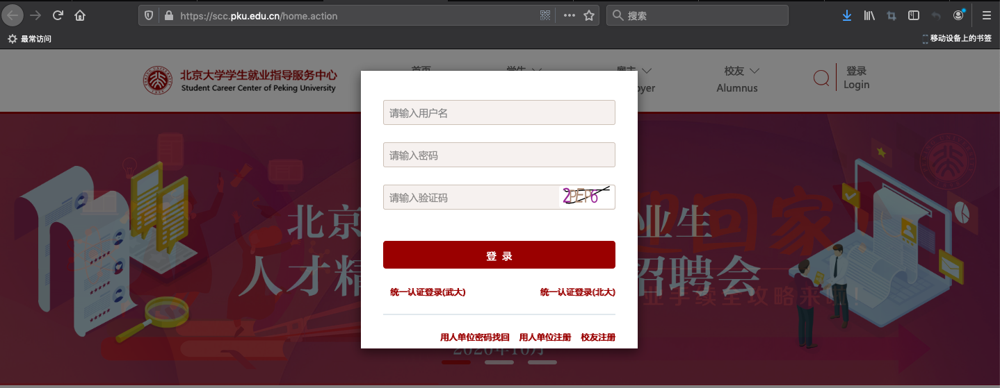 https://scc.pku.edu.cn/home.action
搜索
最常访问
移动设备上的书签
北京大学学生就业指导服务中心
Student Career Center of Peking University
首页
学生
雇主
校友
登录
Alumnus
Login
请输入用户名
请输入密码
请输入验证码
2PEP6
登 录
统一认证登录(武大)
统一认证登录(北大)
用人单位密码找回
用人单位注册
校友注册
北京
业生
迎回家
人才精
招聘会
业手续全攻略来啦！
2020年10月